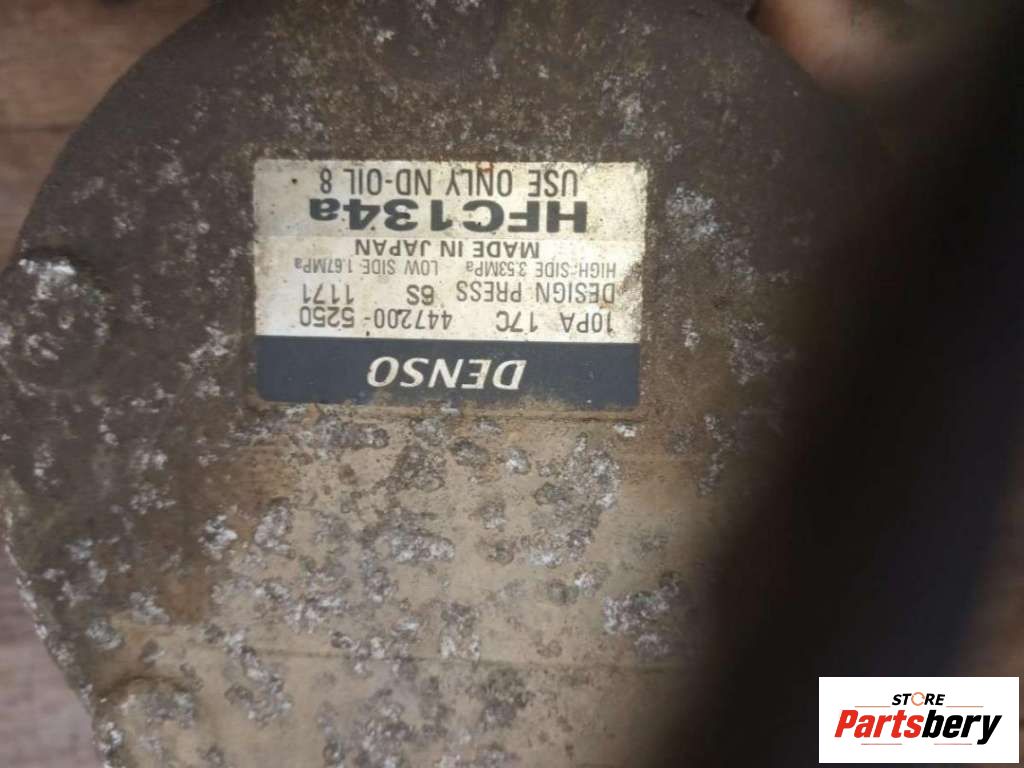 DENSO
10PA 17C 447200-5250
DESIGN PRESS 6S 1171
HIGH-SIDE 3.53MPa LOW SIDE 1.67MPa
MADE IN JAPAN
HFC134a
USE ONLY ND-OIL 8
STORE
Partsbery